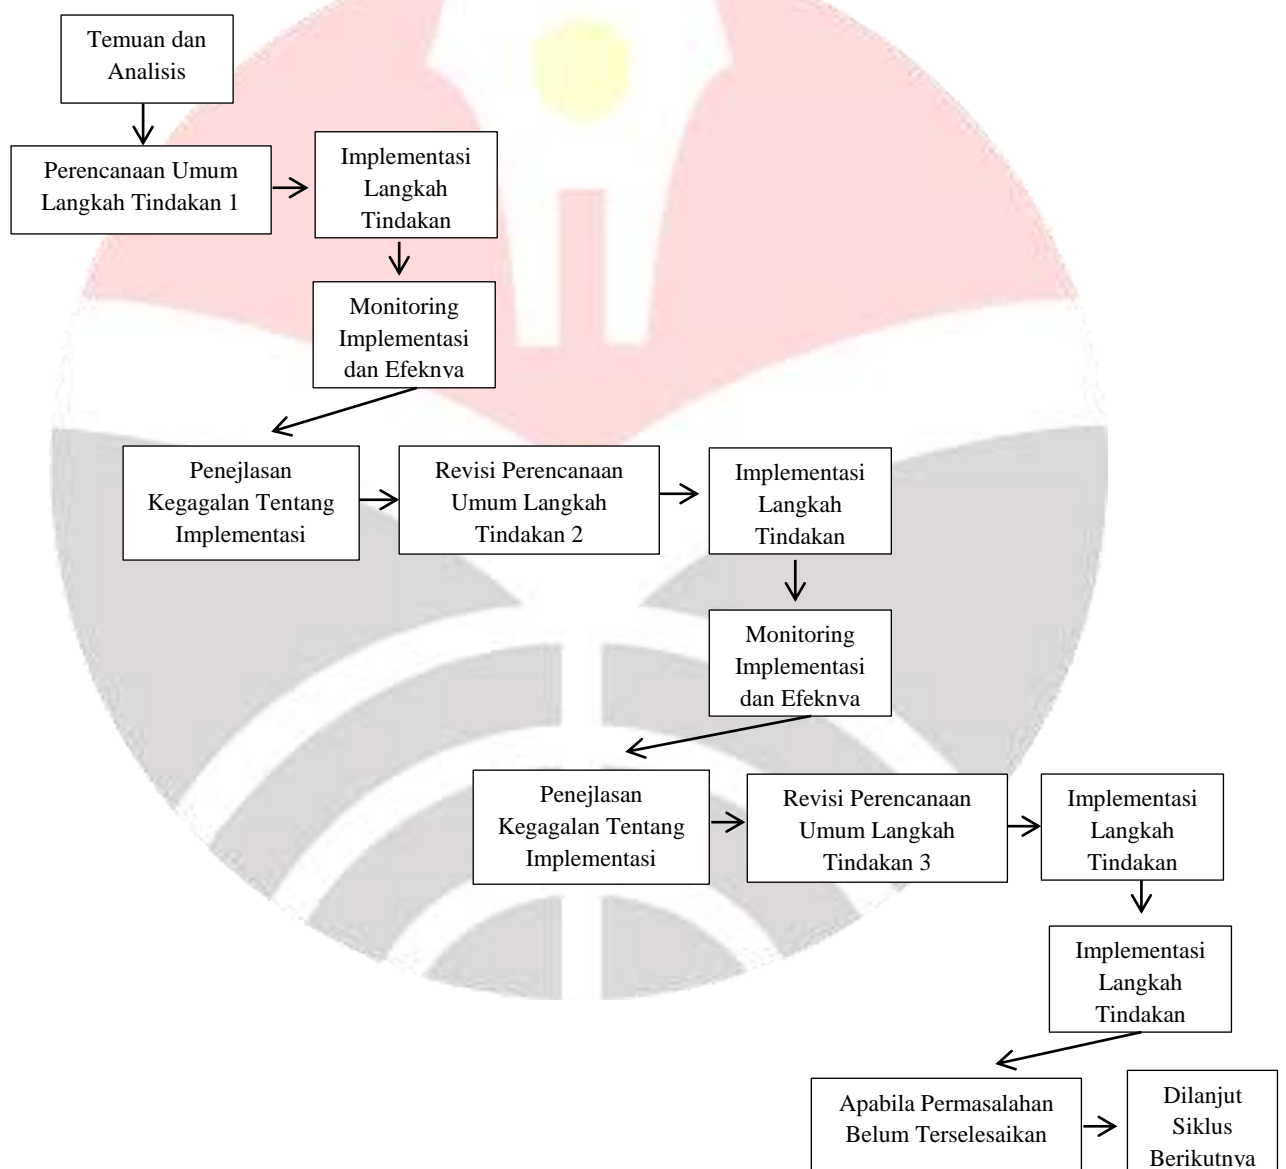 Temuan dan
Analisis
Perencanaan Umum
Langkah Tindakan 1
Implementasi
Langkah
Tindakan
Monitoring
Implementasi
dan Efeknya
Penejlasan
Kegagalan Tentang
Implementasi
Revisi Perencanaan
Umum Langkah
Tindakan 2
Implementasi
Langkah
Tindakan
Monitoring
Implementasi
dan Efeknya
Penejlasan
Kegagalan Tentang
Implementasi
Revisi Perencanaan
Umum Langkah
Tindakan 3
Implementasi
Langkah
Tindakan
Implementasi
Langkah
Tindakan
Apabila Permasalahan
Belum Terselesaikan
Dilanjut
Siklus
Berikutnya